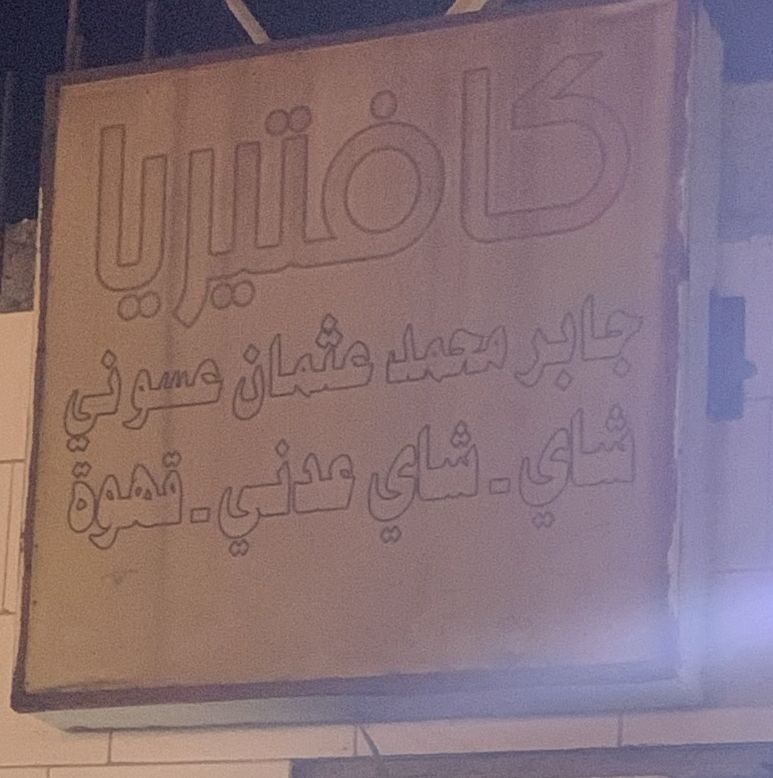 كافتيريا
جابر محمد عثمان عسوني
شاي - شاي عدني - قهوة